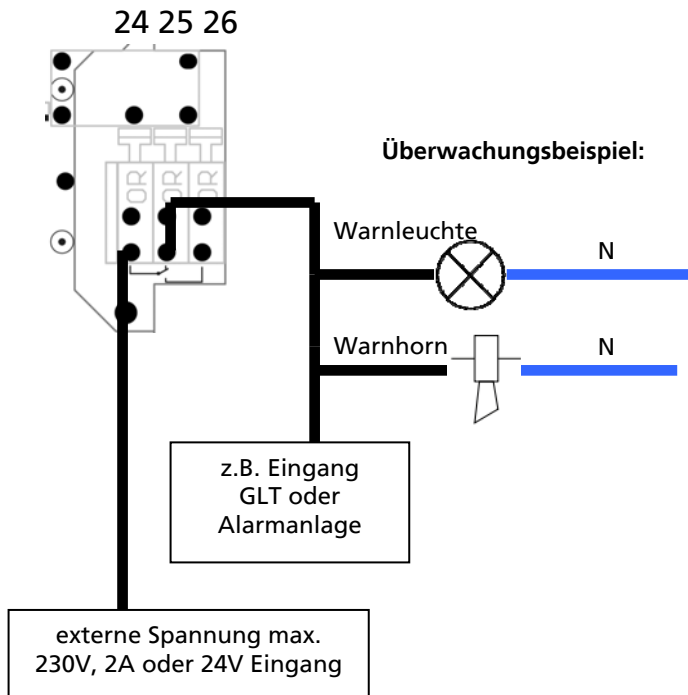 24 25 26
Überwachungsbeispiel:
OR OR OR
Warnleuchte
N
Warnhorn
N
z.B. Eingang
GLT oder
Alarmanlage
externe Spannung max.
230V, 2A oder 24V Eingang